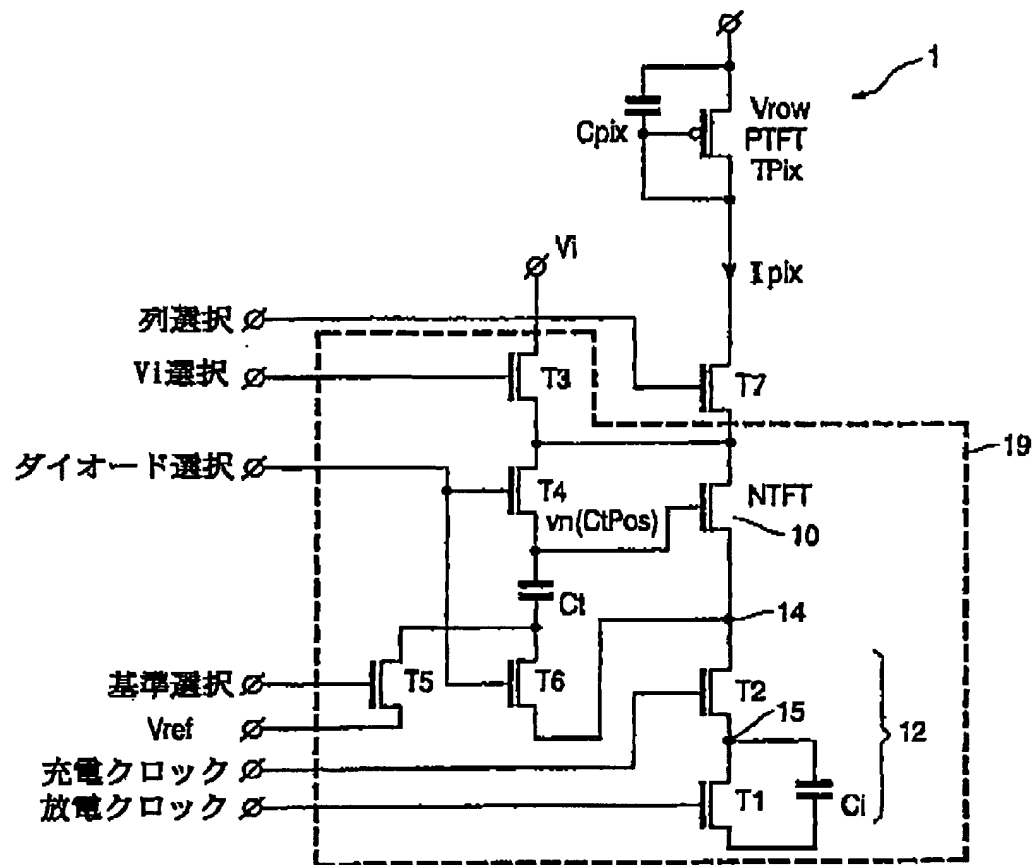 1
Cpix
Vrow
PTFT
TPix
Vi
Ipix
列選択
Vi選択
T3
T7
19
ダイオード選択
T4
NTFT
vn(CtPos)
10
Ct
14
基準選択
T5
T6
T2
Vref
15
12
充電クロック
放電クロック
T1
Ci